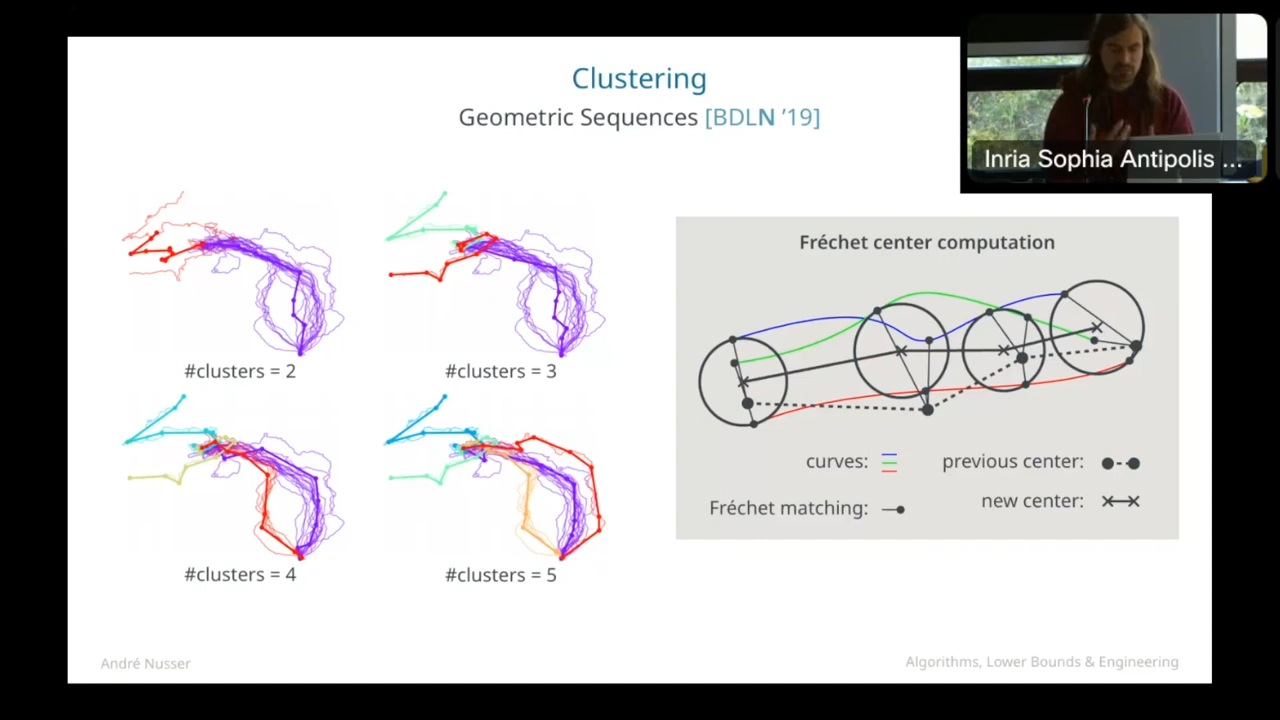 Clustering
Geometric Sequences [BDLN ’19]
Inria Sophia Antipolis ...
#clusters = 2
#clusters = 3
#clusters = 4
#clusters = 5
Fréchet center computation
curves:
previous center:
Fréchet matching:
new center:
André Nusser
Algorithms, Lower Bounds & Engineering